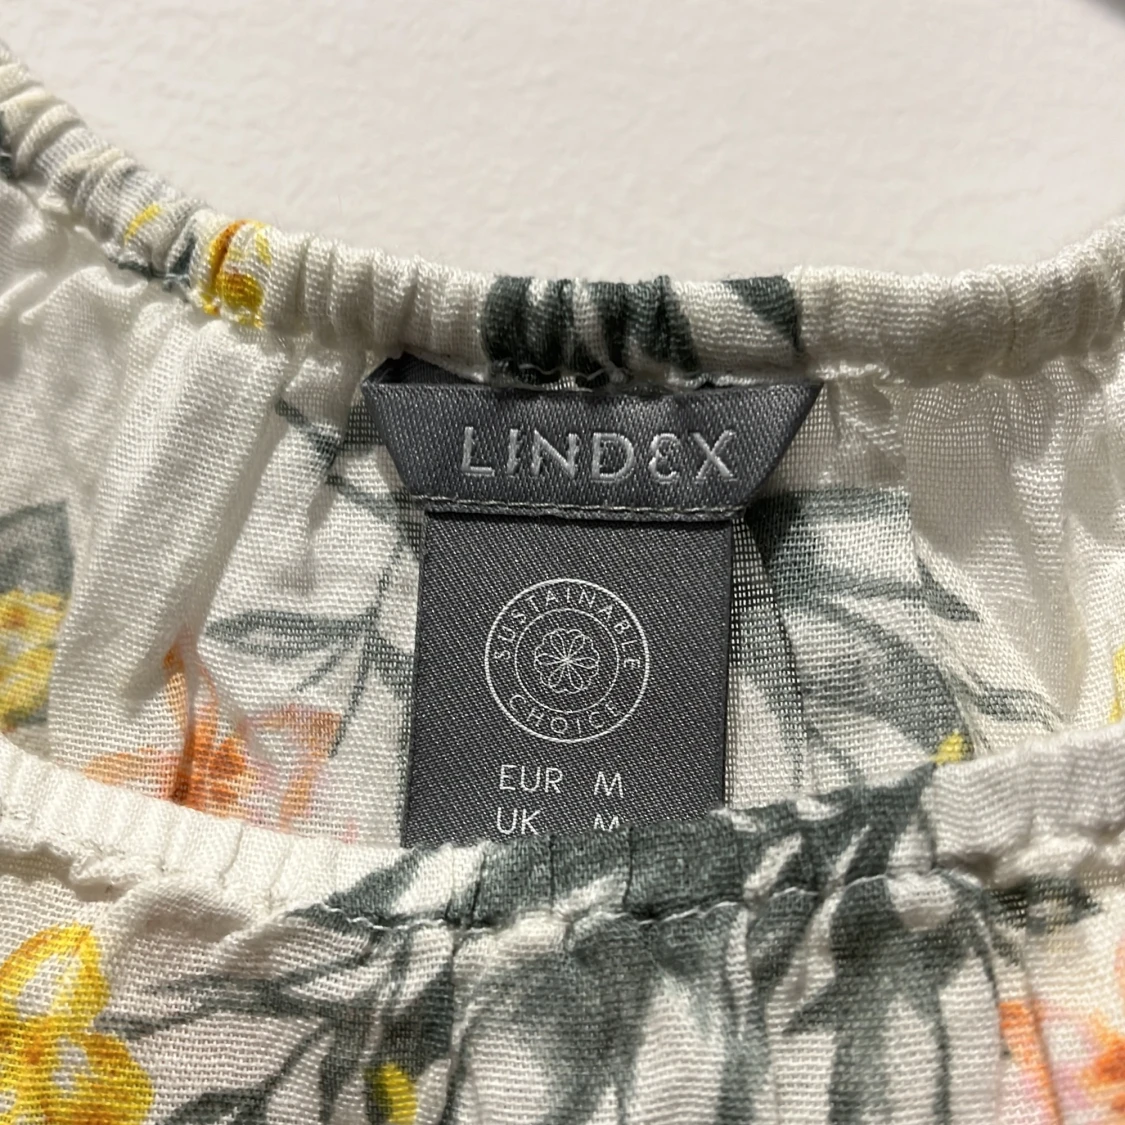 LINDEX
SUSTAINABLE
CHOICE
EUR M
UK M